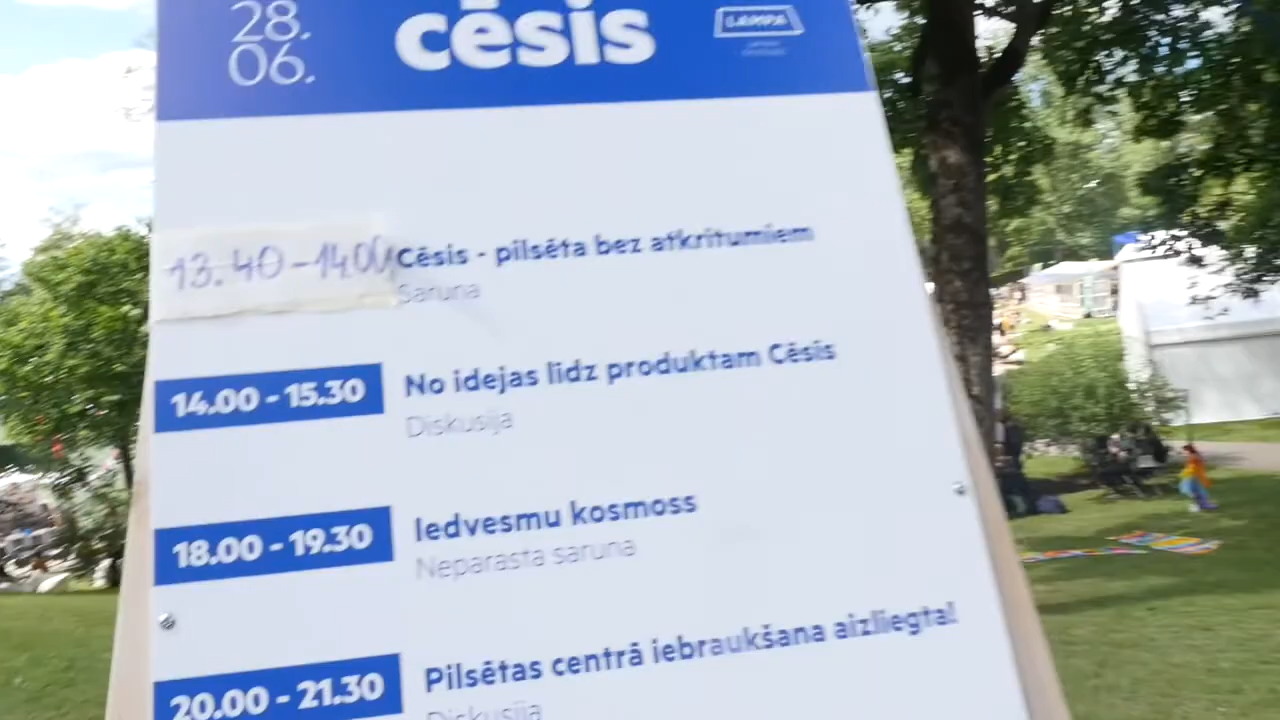 28.
06.
cēsis
LAMPA
13.40-14.00
Cēsis - pilsēta bez atkritumiem
Saruna
14.00 - 15.30
No idejas līdz produktam Cēsīs
Diskusija
18.00 - 19.30
Iedvesmu kosmoss
Neparasta saruna
20.00 - 21.30
Pilsētas centrā iebraukšana aizliegta!
Diskusija